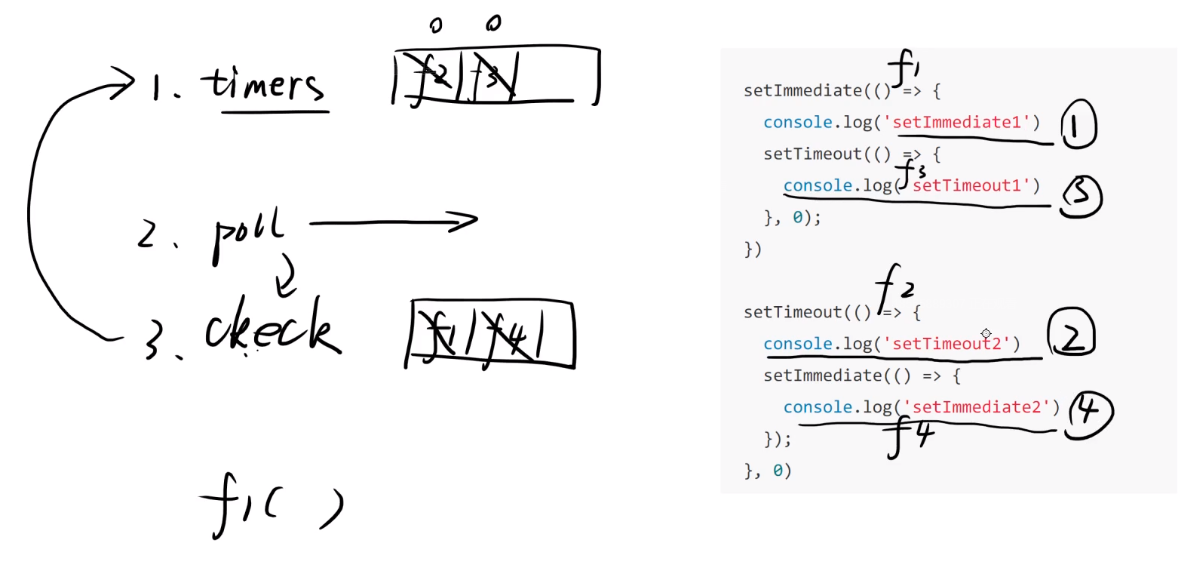 0 0
1. timers f2 f3
2. poll
3. check f1 f4
f1( )
f1
setImmediate(() => {
console.log('setImmediate1') 1
setTimeout(() => {
f3
console.log('setTimeout1') 3
}, 0);
})
f2
setTimeout(() => {
console.log('setTimeout2') 2
setImmediate(() => {
console.log('setImmediate2') 4
f4
});
}, 0)